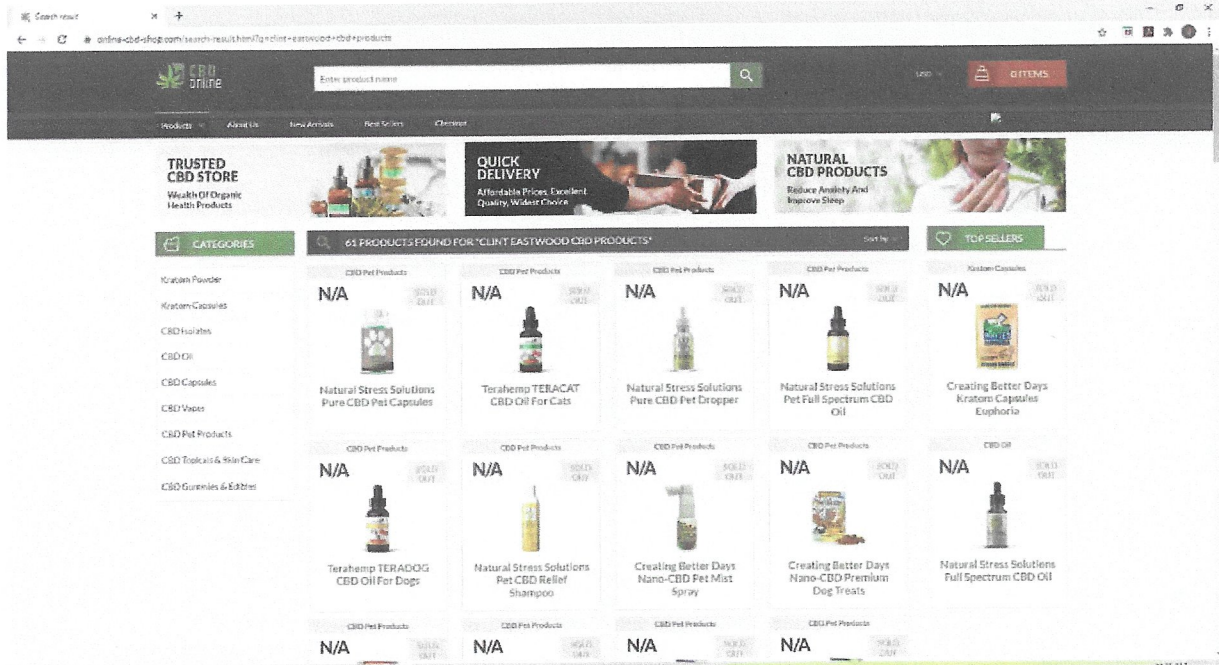 Search result
online-cbd-shop.com/search-result.html?q=clint+eastwood+cbd+products
CBD
online
Enter product name
USD
0 ITEMS
Products
About Us
New Arrivals
Best Sellers
Checkout
TRUSTED
CBD STORE
Wealth Of Organic
Health Products
QUICK
DELIVERY
Affordable Prices, Excellent
Quality, Widest Choice
NATURAL
CBD PRODUCTS
Reduce Anxiety And
Improve Sleep
CATEGORIES
Kratom Powder
Kratom Capsules
CBD Isolates
CBD Oil
CBD Capsules
CBD Vapes
CBD Pet Products
CBD Topicals & Skin Care
CBD Gummies & Edibles
61 PRODUCTS FOUND FOR "CLINT EASTWOOD CBD PRODUCTS"
Sort by
CBD Pet Products
N/A
SOLD
OUT
Natural Stress Solutions
Pure CBD Pet Capsules
CBD Pet Products
N/A
SOLD
OUT
Terahemp TERACAT
CBD Oil For Cats
CBD Pet Products
N/A
SOLD
OUT
Natural Stress Solutions
Pure CBD Pet Dropper
CBD Pet Products
N/A
SOLD
OUT
Natural Stress Solutions
Pet Full Spectrum CBD
Oil
CBD Pet Products
N/A
SOLD
OUT
Terahemp TERADOG
CBD Oil For Dogs
CBD Pet Products
N/A
SOLD
OUT
Natural Stress Solutions
Pet CBD Relief
Shampoo
CBD Pet Products
N/A
SOLD
OUT
Creating Better Days
Nano-CBD Pet Mist
Spray
CBD Pet Products
N/A
SOLD
OUT
Creating Better Days
Nano-CBD Premium
Dog Treats
CBD Pet Products
N/A
SOLD
OUT
CBD Pet Products
N/A
SOLD
OUT
CBD Pet Products
N/A
SOLD
OUT
CBD Pet Products
N/A
SOLD
OUT
TOP SELLERS
Kratom Capsules
N/A
SOLD
OUT
Creating Better Days
Kratom Capsules
Euphoria
CBD Oil
N/A
SOLD
OUT
Natural Stress Solutions
Full Spectrum CBD Oil